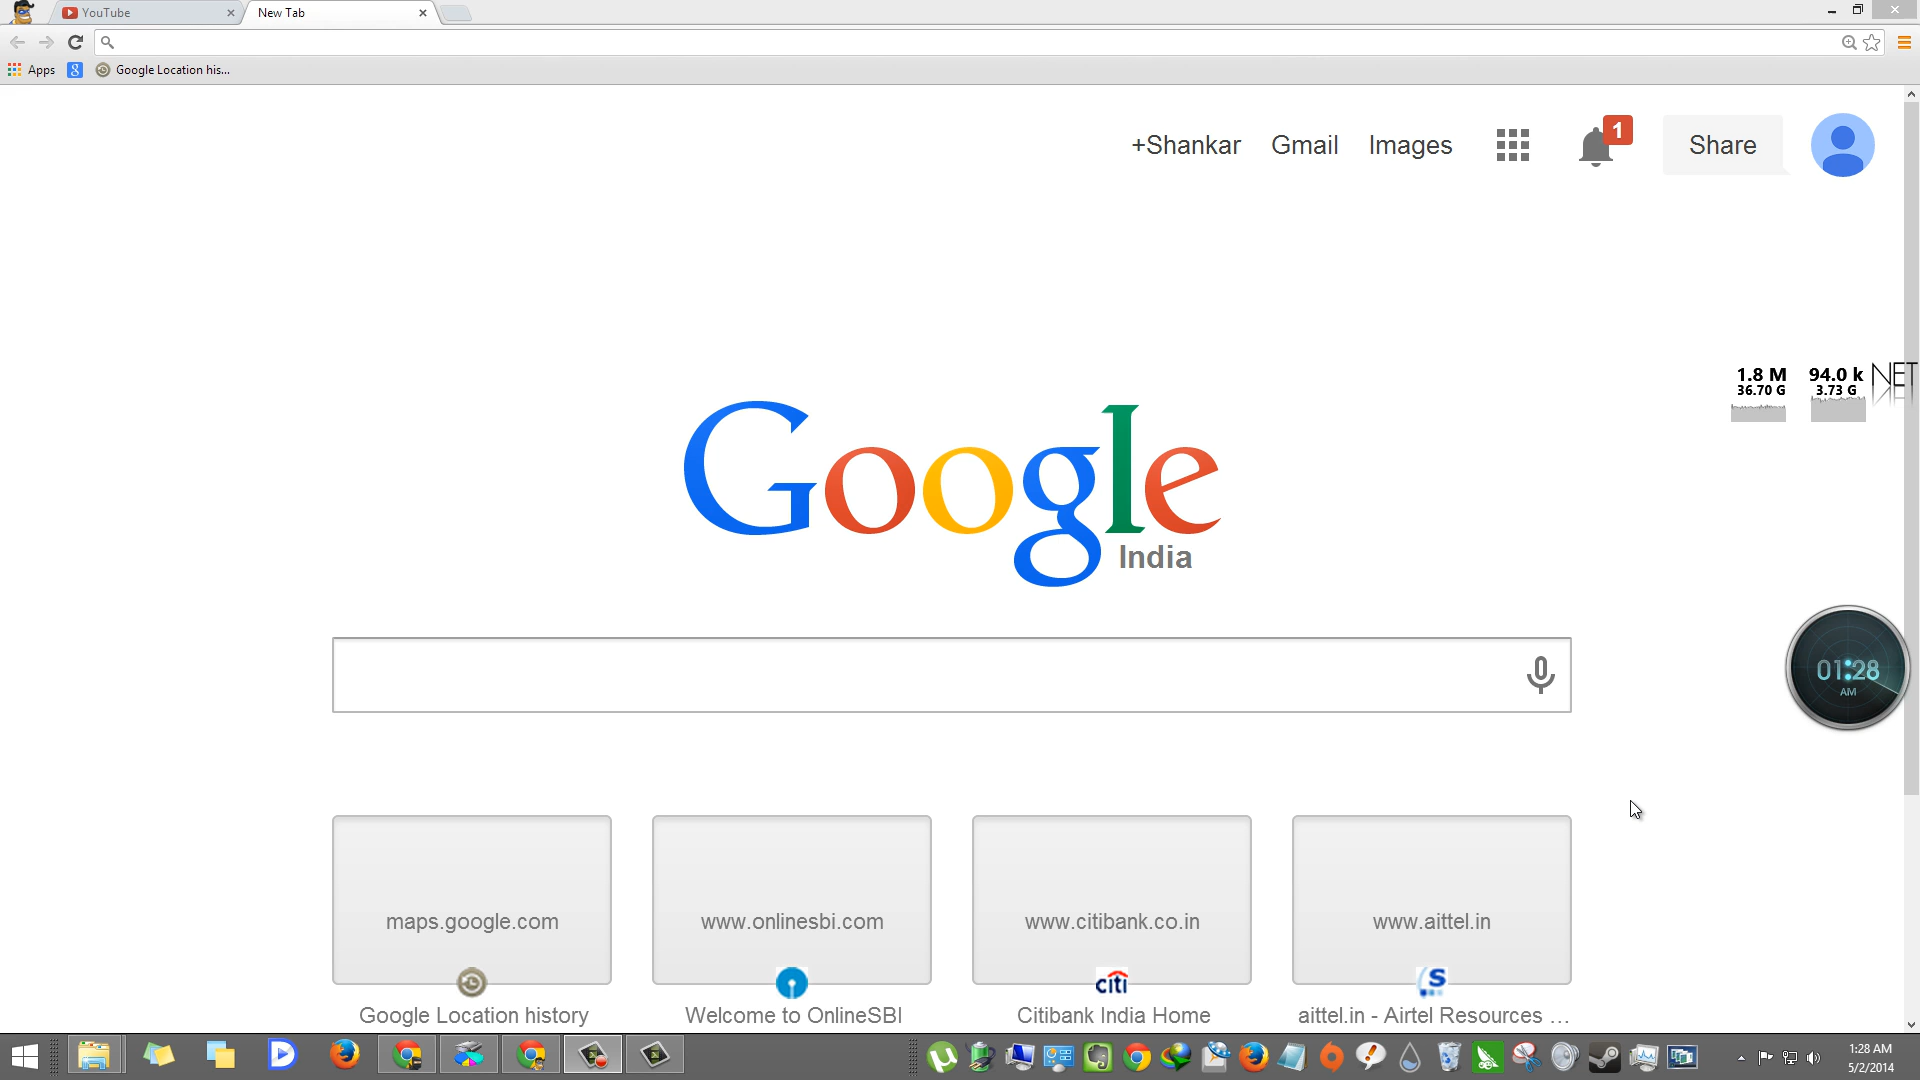 YouTube
New Tab
Apps
Google Location his...
+Shankar Gmail Images 1 Share
1.8 M 94.0 k NET
36.70 G 3.73 G
Google
India
01:28
AM
maps.google.com
www.onlinesbi.com
www.citibank.co.in
www.aittel.in
citi
S
Google Location history
Welcome to OnlineSBI
Citibank India Home
aittel.in - Airtel Resources ...
1:28 AM
5/2/2014